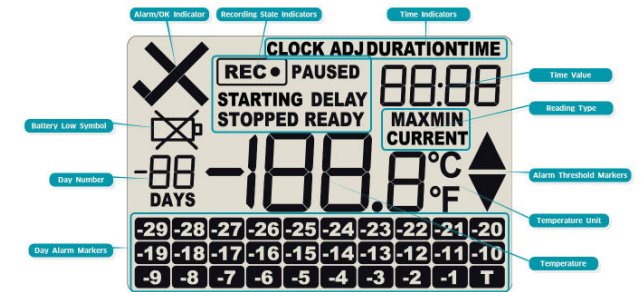 Alarm/OK Indicator
Recording State Indicators
Time Indicators
CLOCK ADJ DURATION TIME
REC● PAUSED
88:88
Time Value
STARTING DELAY
Reading Type
STOPPED READY
MAXMIN
CURRENT
Battery Low Symbol
-88
-188.8
°C
°F
Alarm Threshold Markers
Day Number
DAYS
Temperature Unit
Day Alarm Markers
-29 -28 -27 -26 -25 -24 -23 -22 -21 -20
-19 -18 -17 -16 -15 -14 -13 -12 -11 -10
-9 -8 -7 -6 -5 -4 -3 -2 -1 T
Temperature